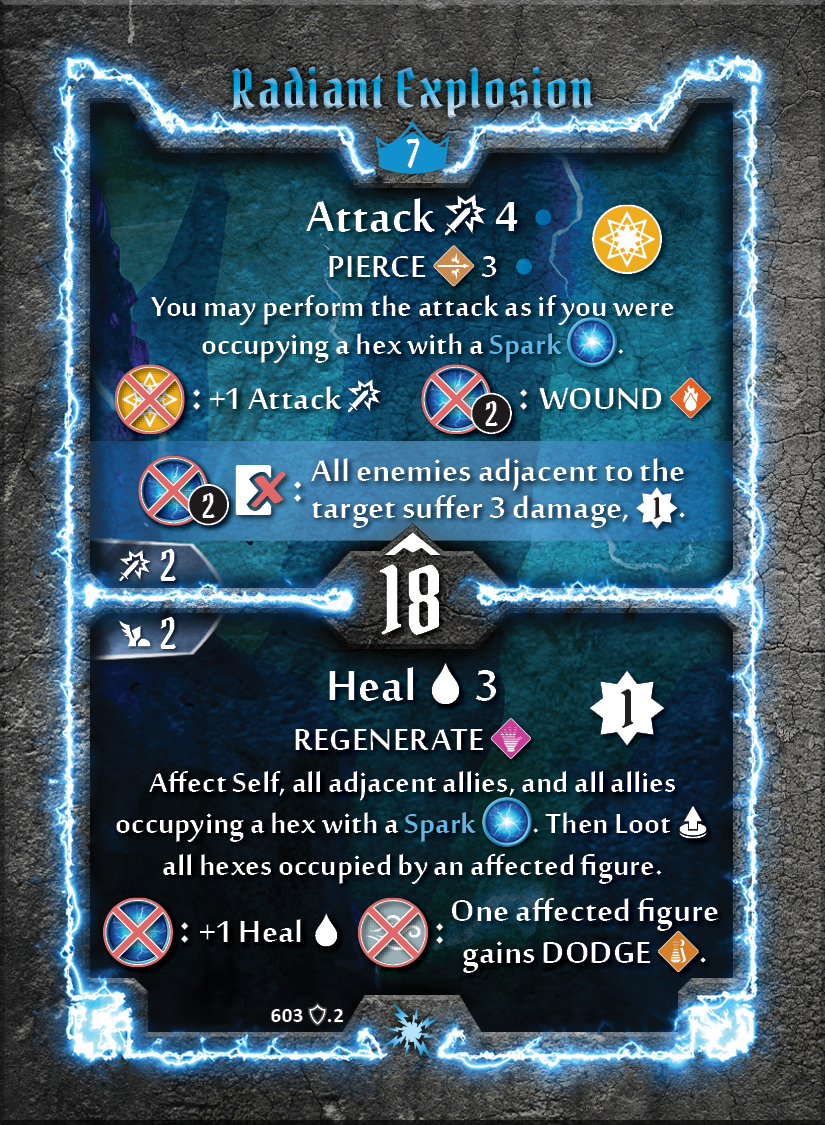 Radiant Explosion
7
Attack 4
PIERCE 3
You may perform the attack as if you were
occupying a hex with a Spark .
: +1 Attack
2 : WOUND
2 : All enemies adjacent to the
target suffer 3 damage, 1 .
2
18
2
Heal 3
1
REGENERATE
Affect Self, all adjacent allies, and all allies
occupying a hex with a Spark . Then Loot
all hexes occupied by an affected figure.
: +1 Heal
: One affected figure
gains DODGE .
603 .2